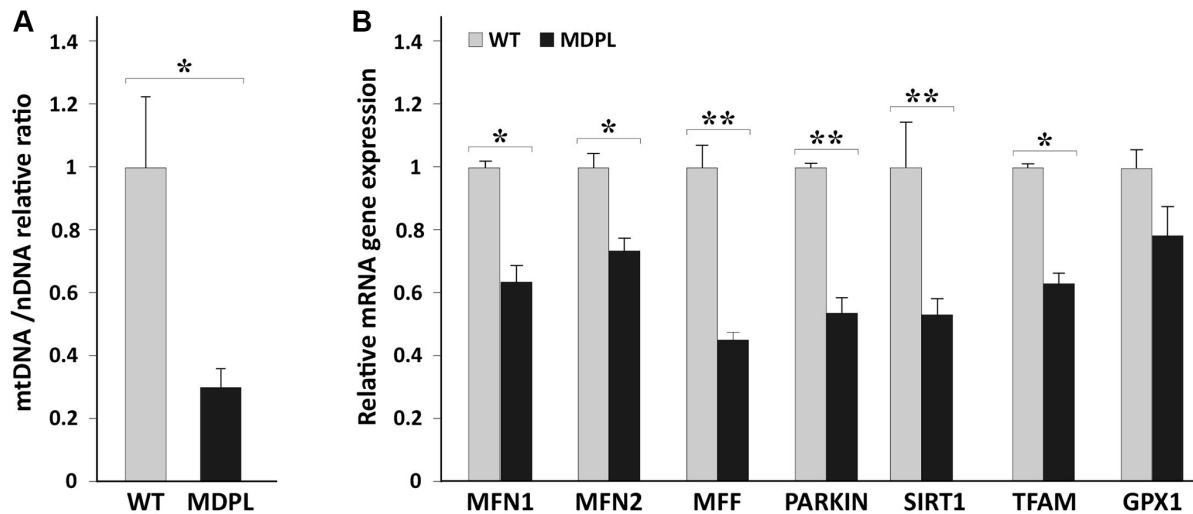 A
mtDNA /nDNA relative ratio
1.4
1.2
1
0.8
0.6
0.4
0.2
0
*
WT MDPL
B
Relative mRNA gene expression
1.4
1.2
1
0.8
0.6
0.4
0.2
0
WT MDPL
* * ** ** ** *
MFN1 MFN2 MFF PARKIN SIRT1 TFAM GPX1